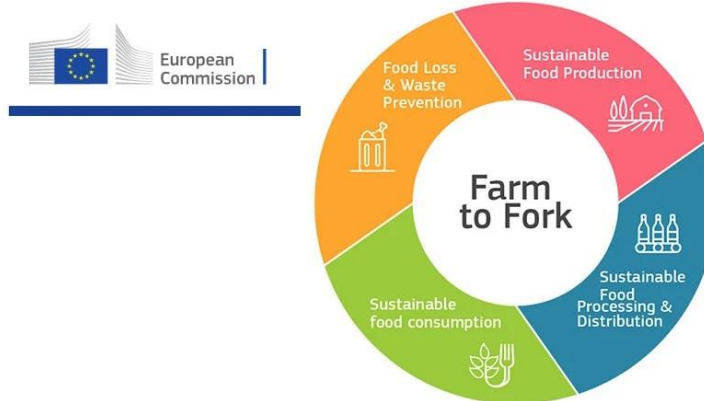 European
Commission
Food Loss
& Waste
Prevention
Sustainable
Food Production
Farm
to Fork
Sustainable
Food
Processing &
Distribution
Sustainable
food consumption